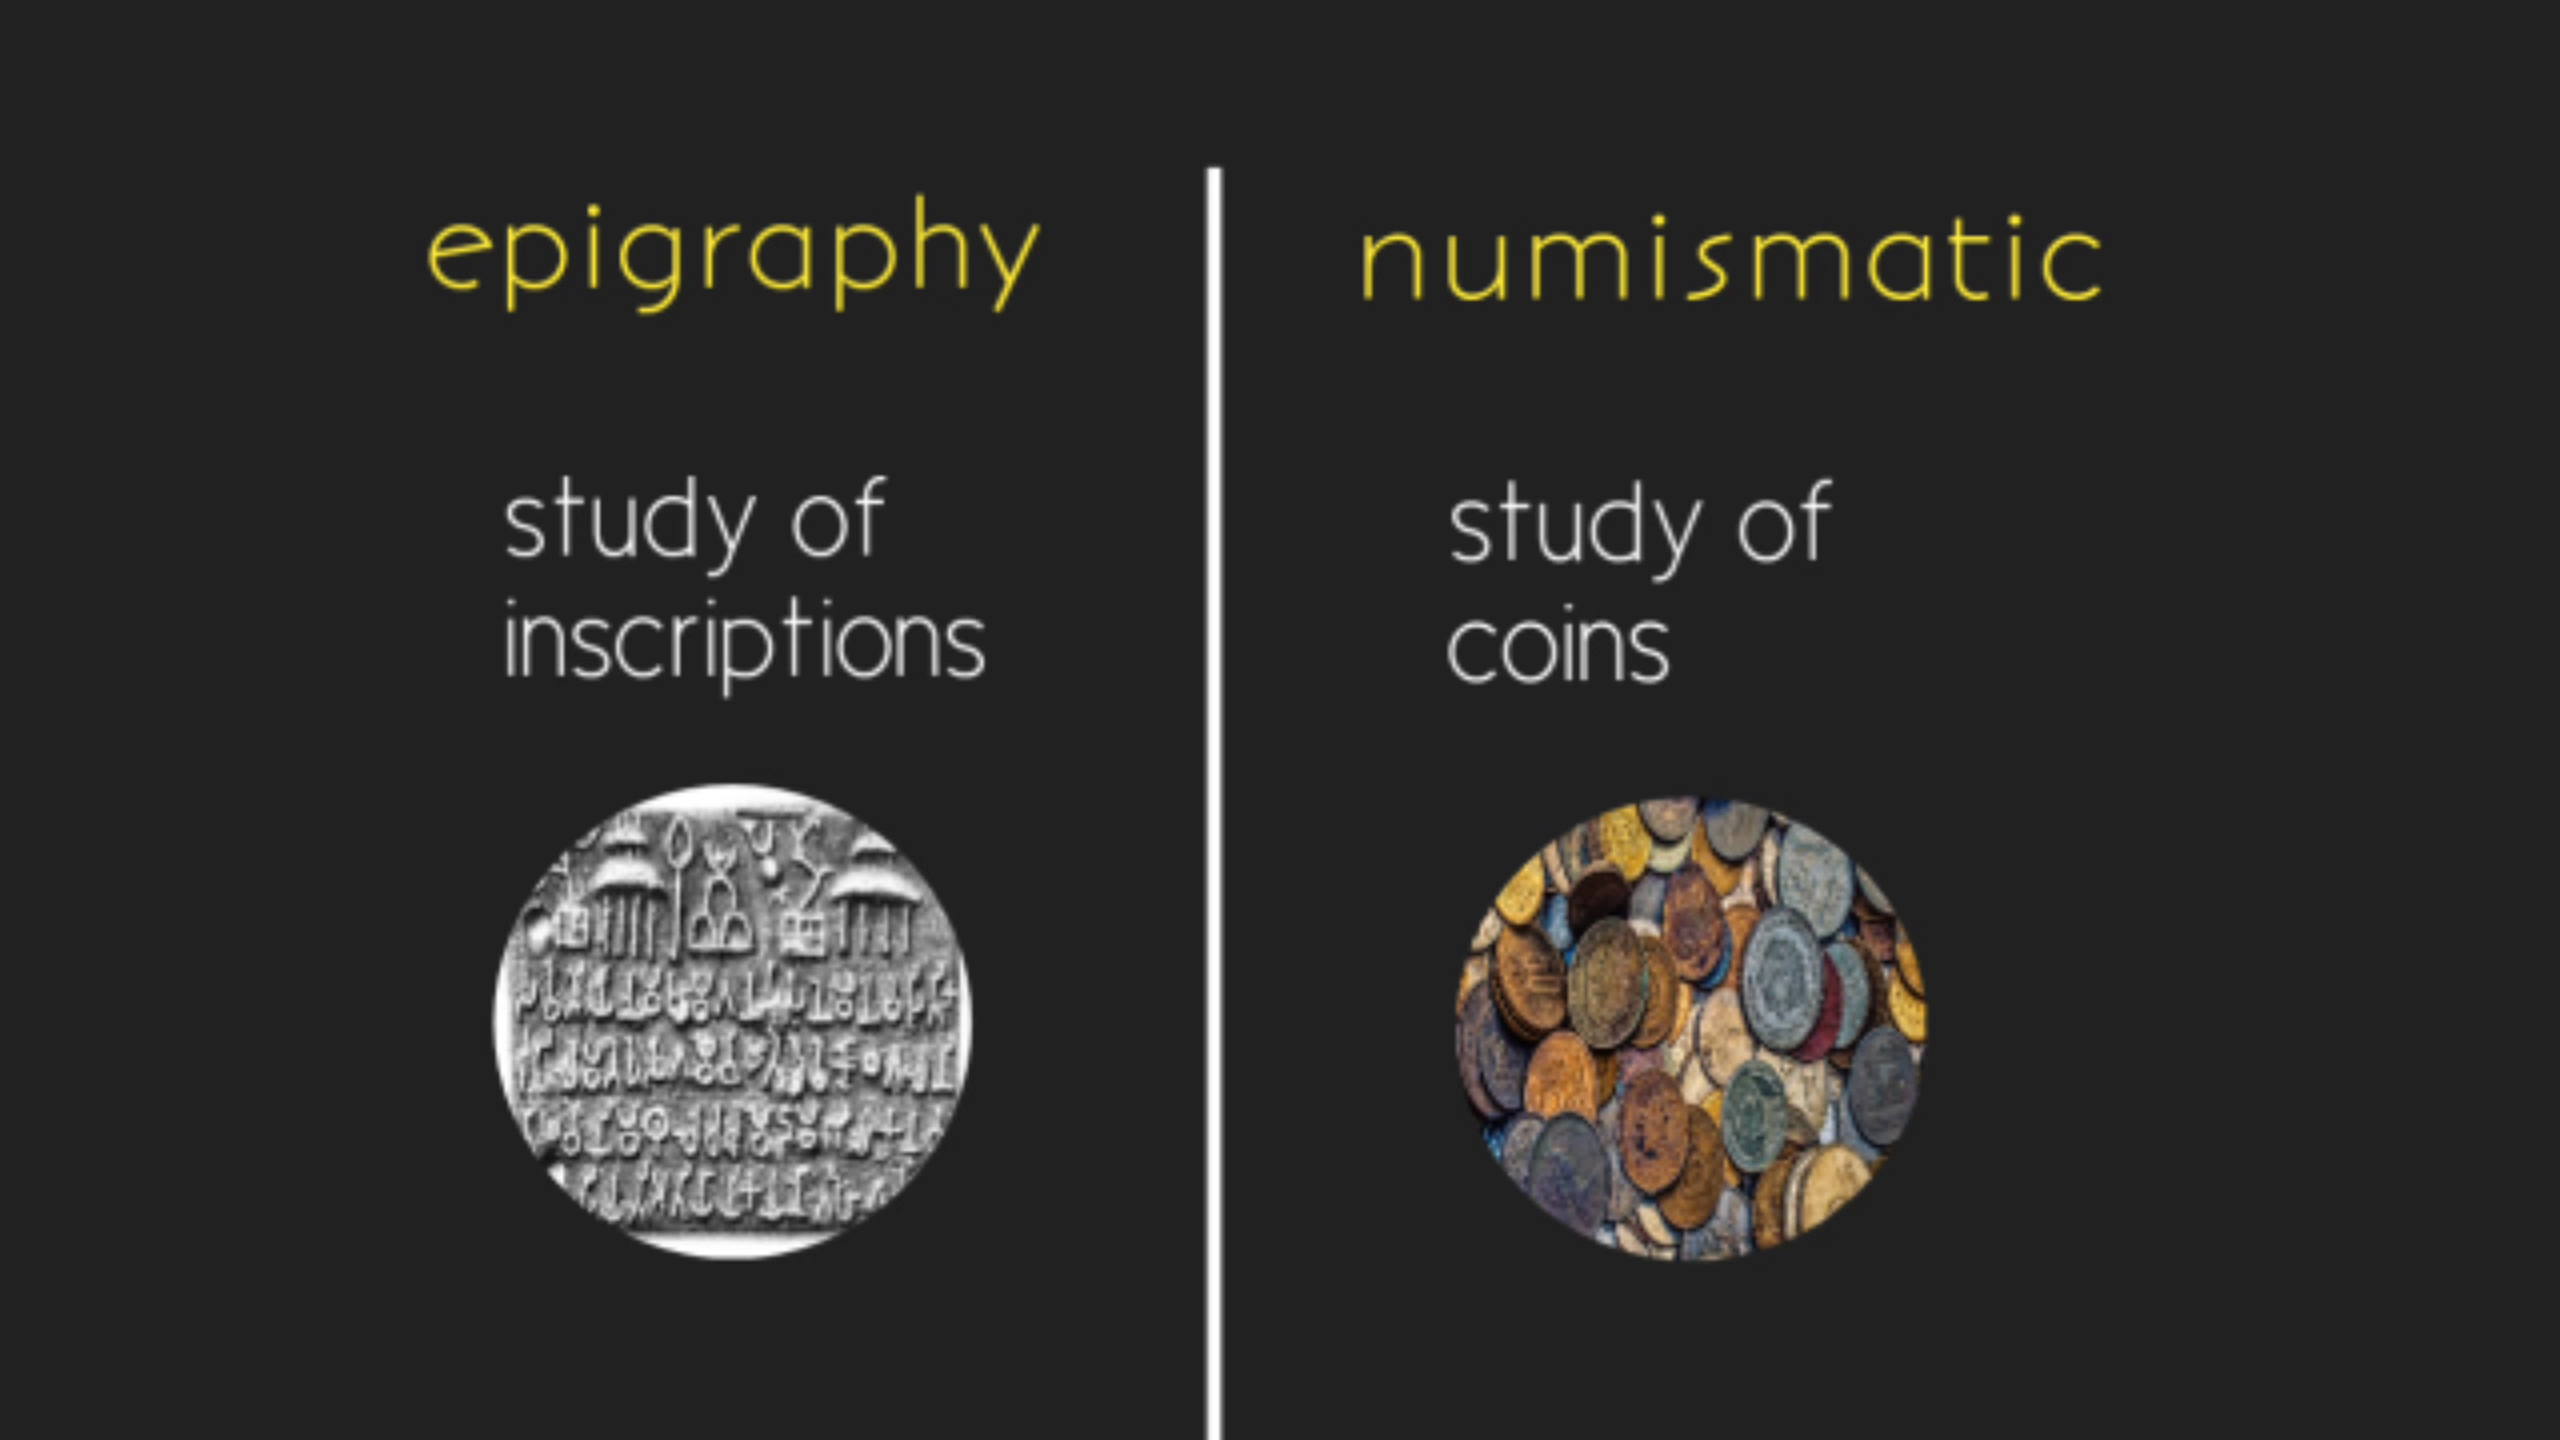 epigraphy
study of
inscriptions
numismatic
study of
coins